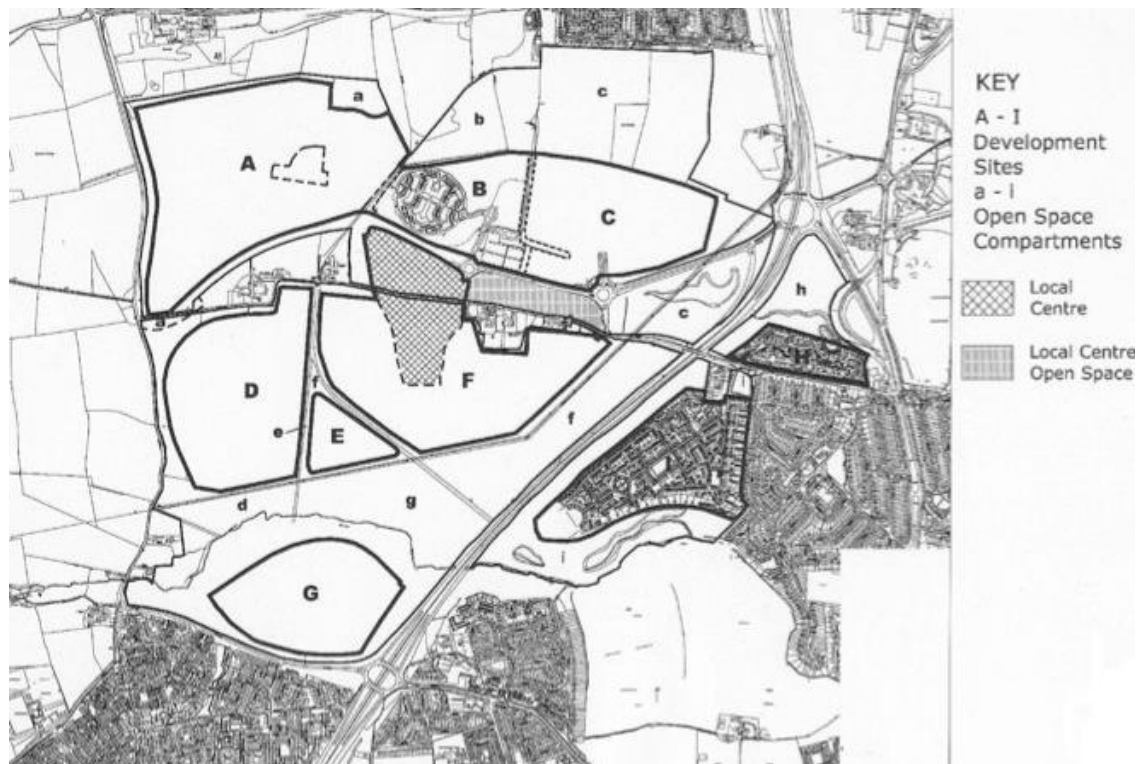 a
c
b
A
B
C
h
c
d
H
D
f
F
i
e
E
f
d
g
i
G
KEY
A - I
Development
Sites
a - l
Open Space
Compartments
Local
Centre
Local Centre
Open Space